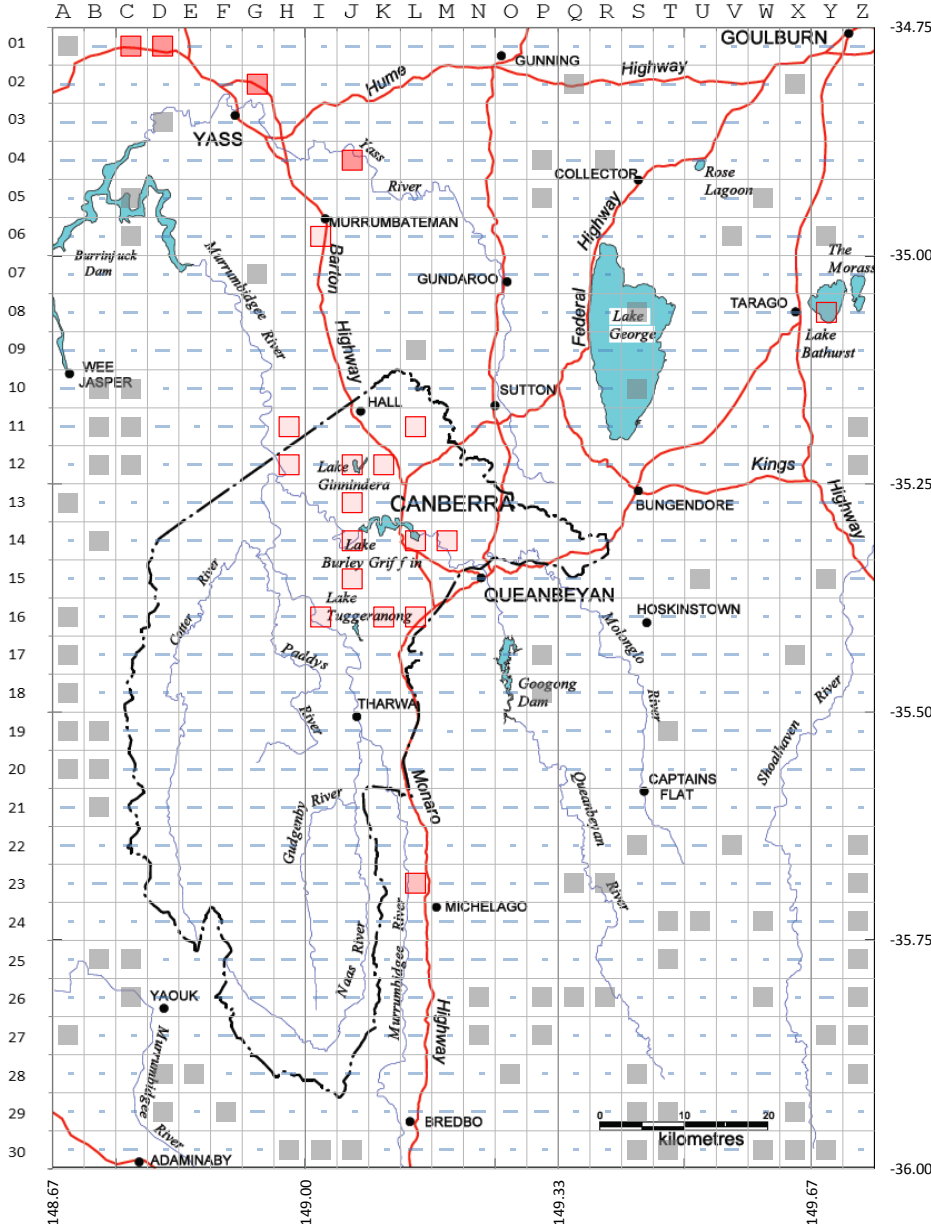 A B C D E F G H I J K L M N O P Q R S T U V W X Y Z
-34.75
01
GOULBURN
GUNNING
Hume
Highway
02
03
YASS
04
Yass
River
COLLECTOR
Rose
Lagoon
05
MURRUMBATEMAN
Highway
06
Burrinjuck
Dam
Murrumbidgee
River
Barton
Highway
The
Morass
-35.00
07
GUNDAROO
08
Federal
Lake
George
TARAGO
Lake
Bathurst
09
WEE
JASPER
10
SUTTON
HALL
11
12
Lake
Ginnindera
Kings
Highway
-35.25
13
CANBERRA
BUNGENDORE
14
Lake
Burley Griffin
15
QUEANBEYAN
Cotter
River
Lake
Tuggeranong
16
HOSKINSTOWN
Molonglo
River
17
Paddys
River
18
Googong
Dam
THARWA
-35.50
19
Shoalhaven
River
20
Monaro
CAPTAINS
FLAT
21
Gudgenby
River
Queanbeyan
River
22
23
MICHELAGO
24
Naas
River
Murrumbidgee
River
-35.75
25
26
YAOUK
Murrumbidgee
River
Highway
27
28
29
BREDBO
0 10 20
kilometres
30
ADAMINABY
-36.00
148.67
149.00
149.33
149.67